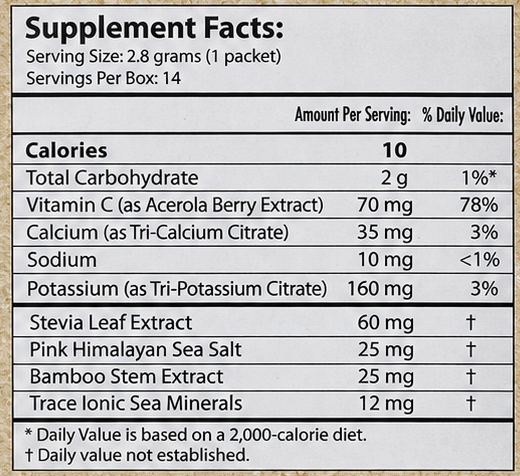 Supplement Facts:
Serving Size: 2.8 grams (1 packet)
Servings Per Box: 14
Amount Per Serving: % Daily Value:
Calories 10
Total Carbohydrate 2 g 1%*
Vitamin C (as Acerola Berry Extract) 70 mg 78%
Calcium (as Tri-Calcium Citrate) 35 mg 3%
Sodium 10 mg <1%
Potassium (as Tri-Potassium Citrate) 160 mg 3%
Stevia Leaf Extract 60 mg †
Pink Himalayan Sea Salt 25 mg †
Bamboo Stem Extract 25 mg †
Trace Ionic Sea Minerals 12 mg †
* Daily Value is based on a 2,000-calorie diet.
† Daily value not established.